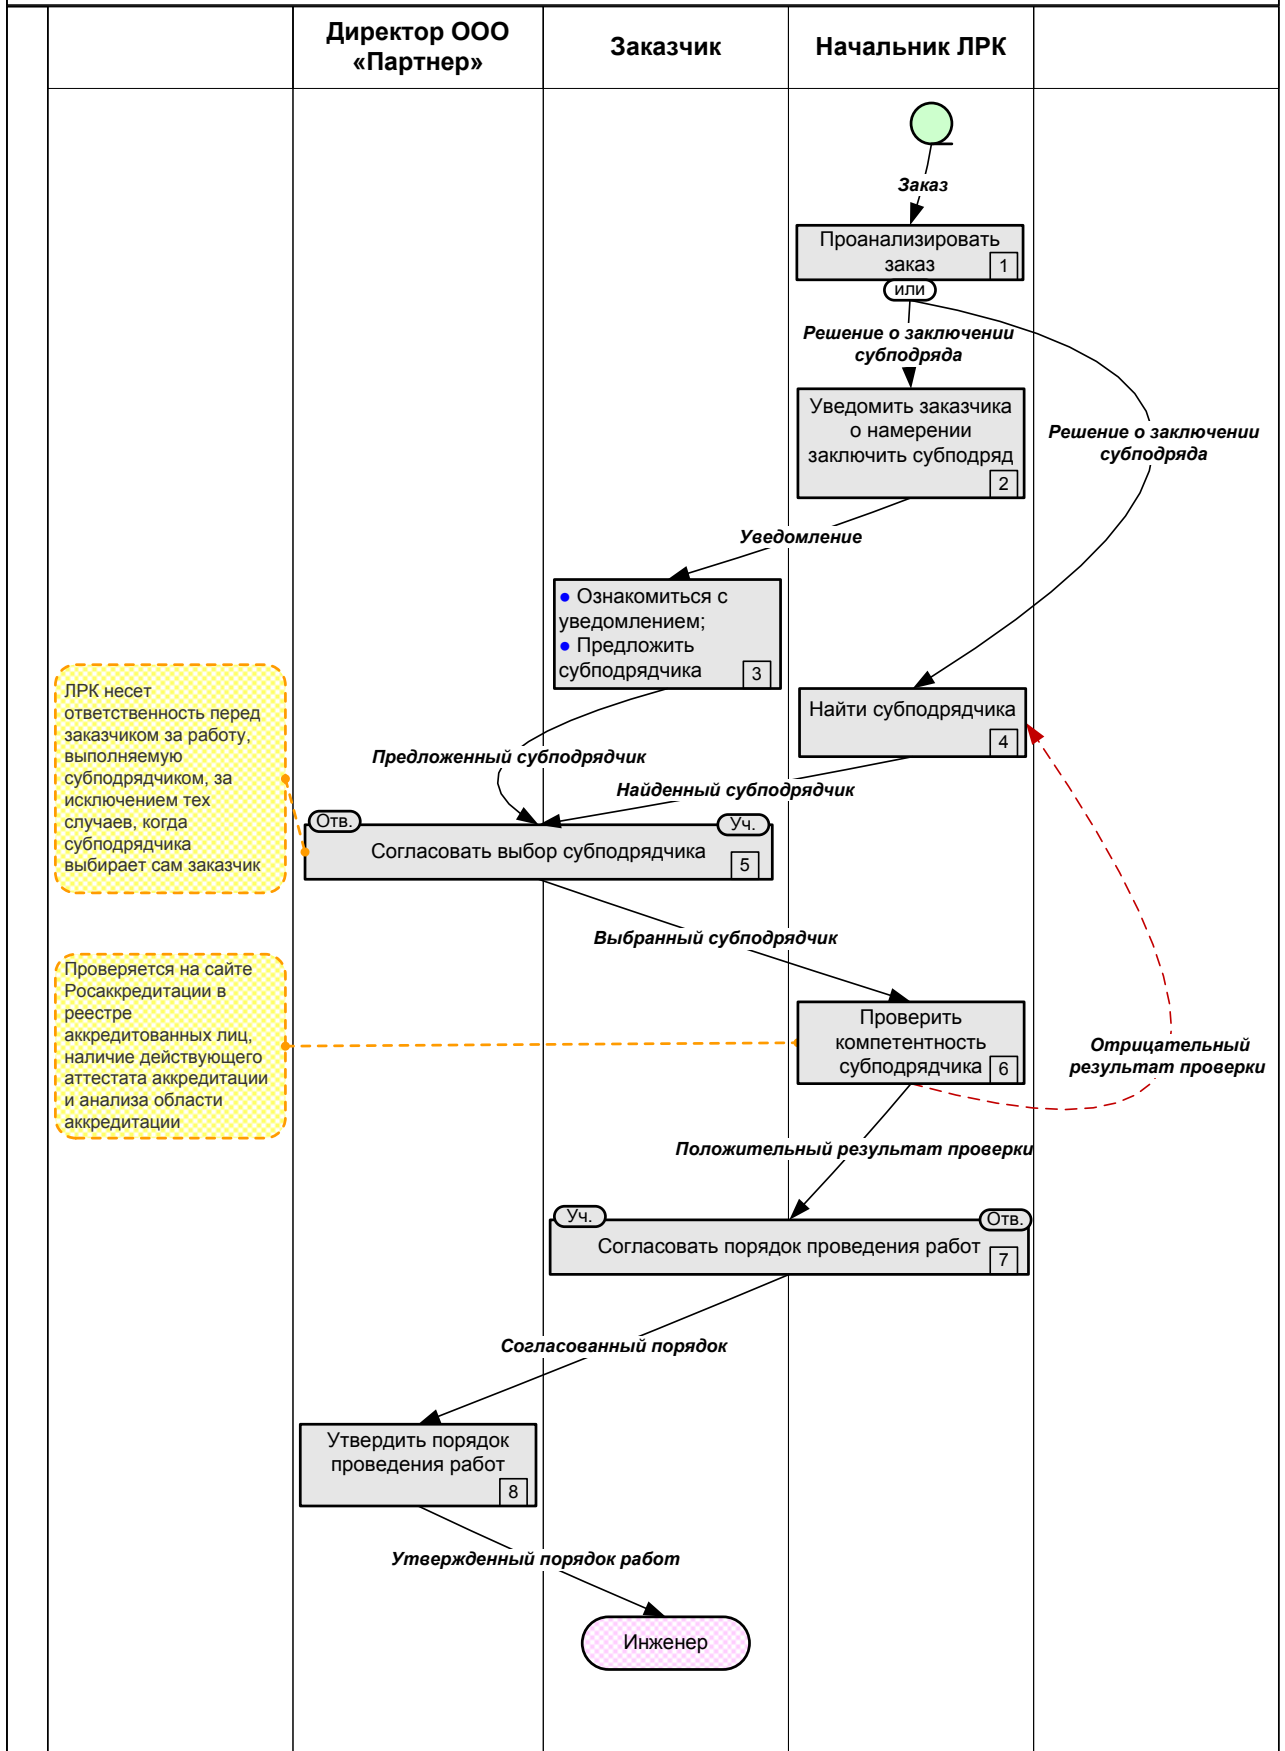 Директор ООО
«Партнер»
Заказчик
Начальник ЛРК
Заказ
Проанализировать
заказ
1
или
Решение о заключении
субподряда
Уведомить заказчика
о намерении
заключить субподряд
2
Решение о заключении
субподряда
Уведомление
● Ознакомиться с
уведомлением;
● Предложить
субподрядчика
3
ЛРК несет
ответственность перед
заказчиком за работу,
выполняемую
субподрядчиком, за
исключением тех
случаев, когда
субподрядчика
выбирает сам заказчик
Найти субподрядчика
4
Предложенный субподрядчик
Найденный субподрядчик
Отв.
Уч.
Согласовать выбор субподрядчика
5
Выбранный субподрядчик
Проверяется на сайте
Росаккредитации в
реестре
аккредитованных лиц,
наличие действующего
аттестата аккредитации
и анализа области
аккредитации
Проверить
компетентность
субподрядчика
6
Отрицательный
результат проверки
Положительный результат проверки
Уч.
Отв.
Согласовать порядок проведения работ
7
Согласованный порядок
Утвердить порядок
проведения работ
8
Утвержденный порядок работ
Инженер